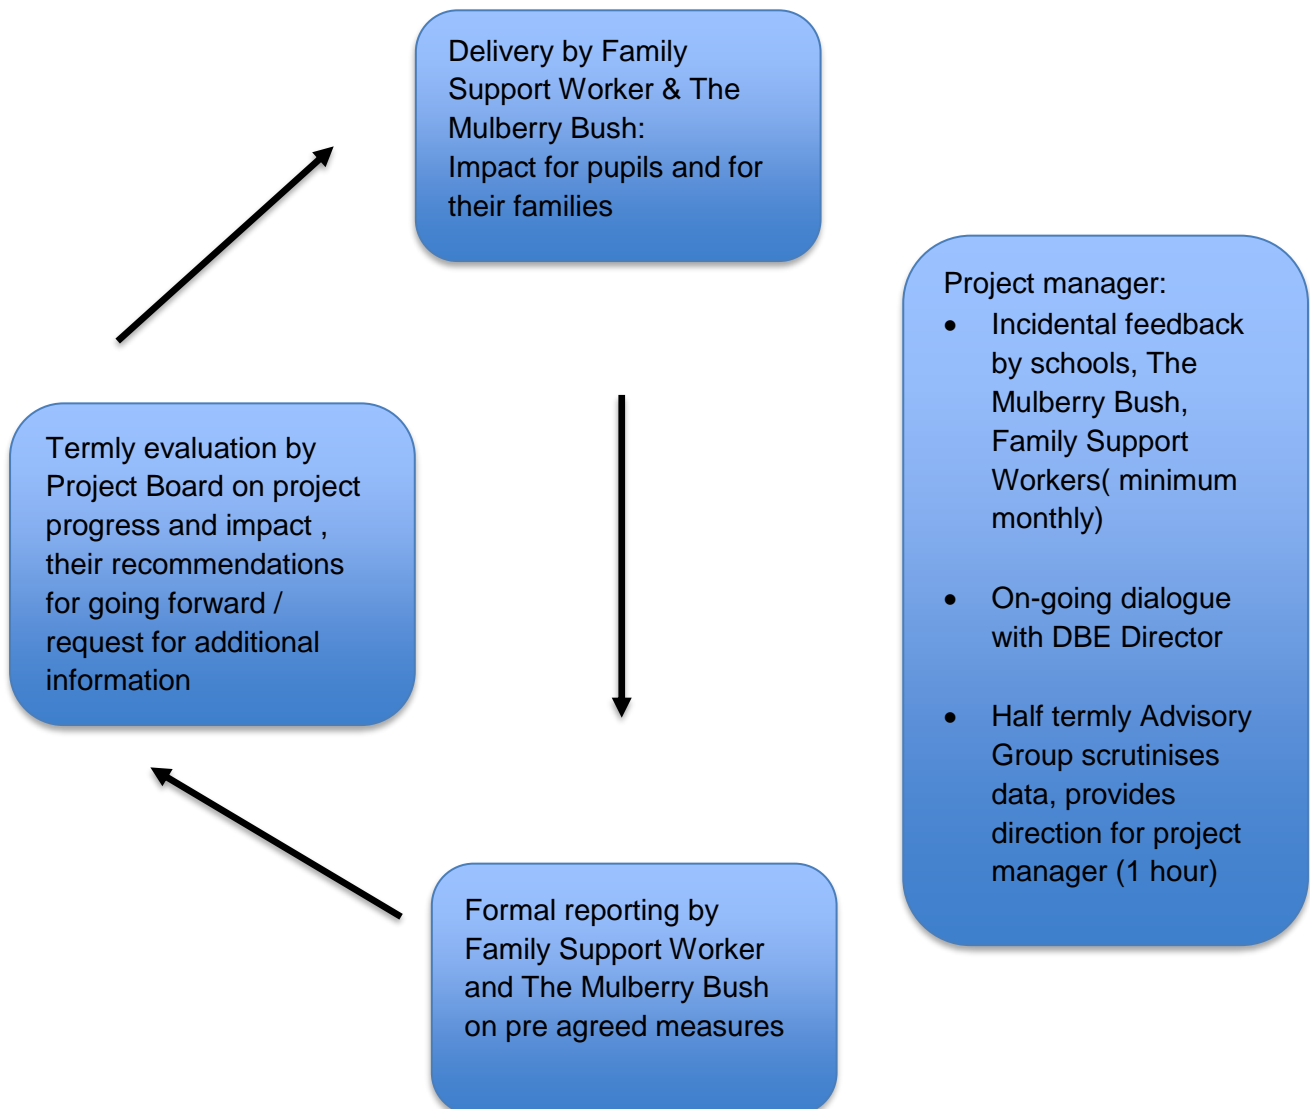 Delivery by Family
Support Worker & The
Mulberry Bush:
Impact for pupils and for
their families
Project manager:
• Incidental feedback
by schools, The
Mulberry Bush,
Family Support
Workers( minimum
monthly)
• On-going dialogue
with DBE Director
• Half termly Advisory
Group scrutinises
data, provides
direction for project
manager (1 hour)
Termly evaluation by
Project Board on project
progress and impact ,
their recommendations
for going forward /
request for additional
information
Formal reporting by
Family Support Worker
and The Mulberry Bush
on pre agreed measures